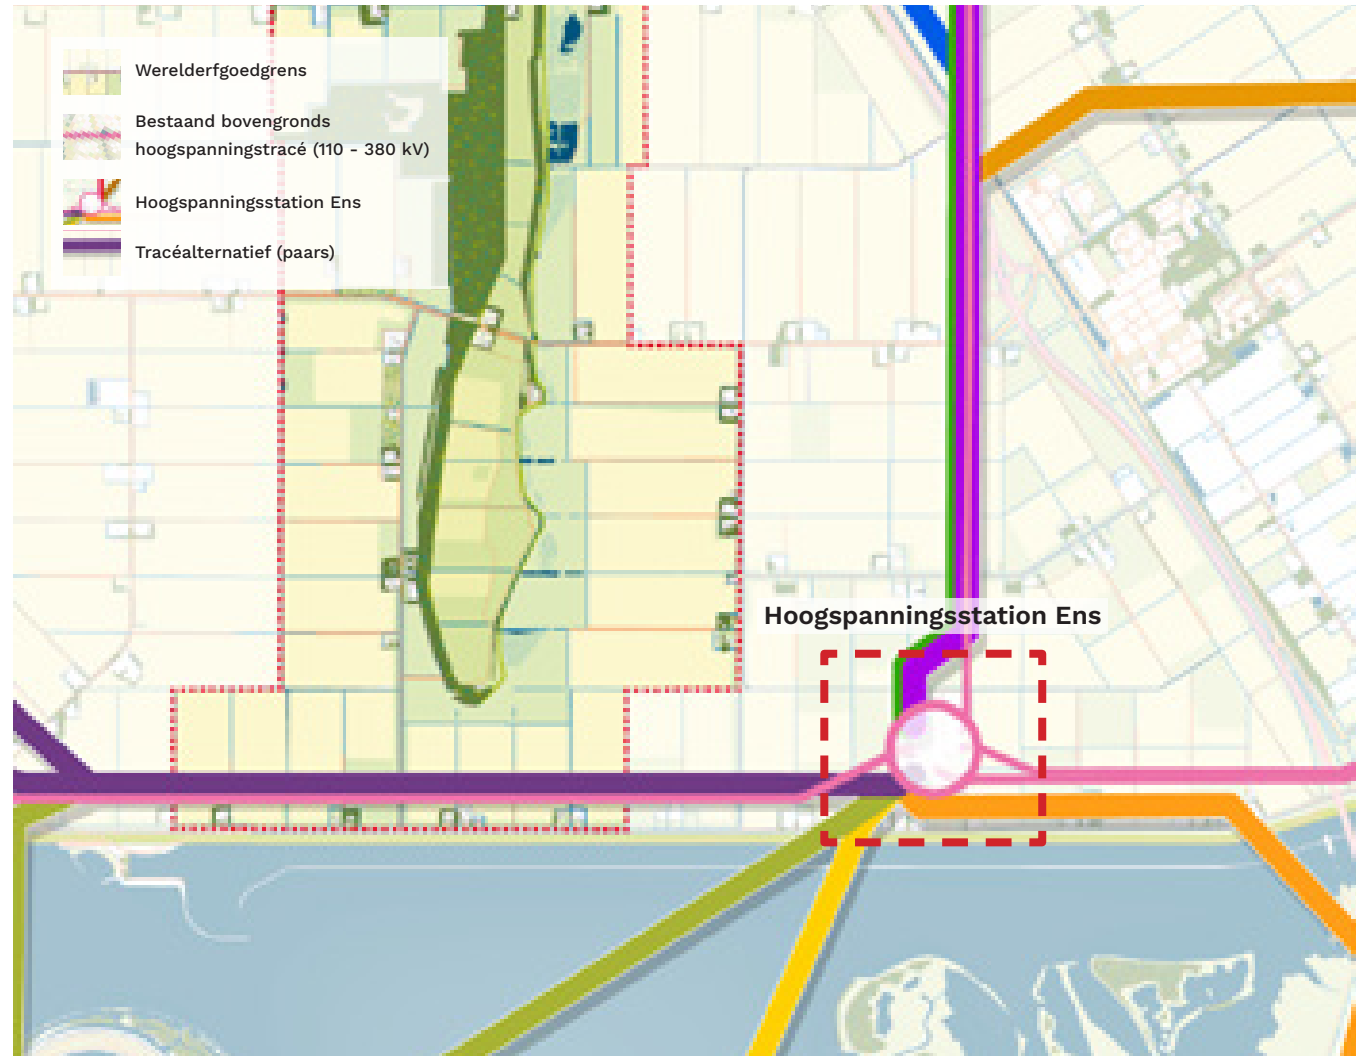 Werelderfgoedgrens
Bestaand bovengronds
hoogspanningstracé (110 - 380 kV)
Hoogspanningsstation Ens
Tracéalternatief (paars)
Hoogspanningsstation Ens